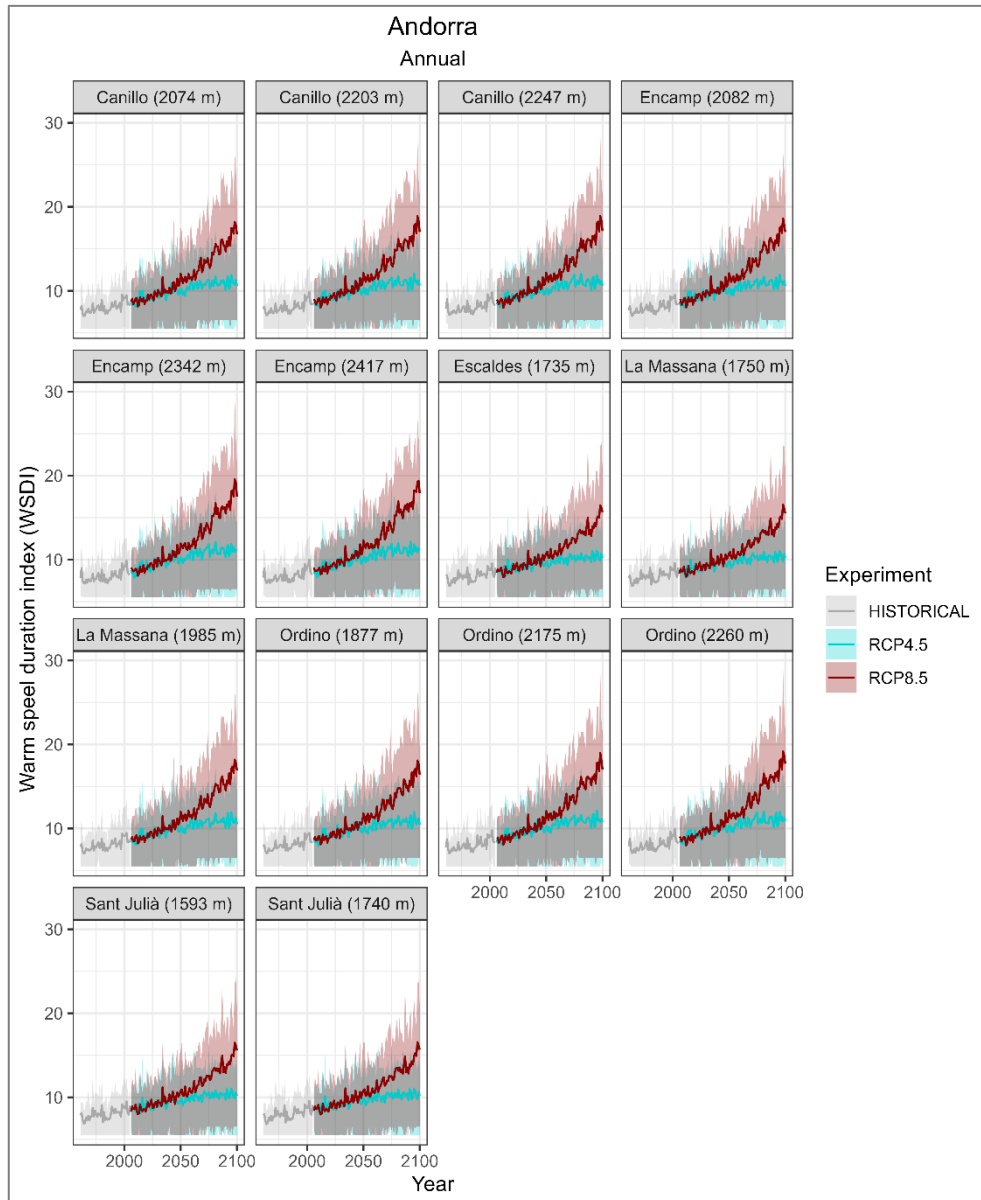 Andorra
Annual
Canillo (2074 m)
Canillo (2203 m)
Canillo (2247 m)
Encamp (2082 m)
30
20
10
Encamp (2342 m)
Encamp (2417 m)
Escaldes (1735 m)
La Massana (1750 m)
30
20
10
La Massana (1985 m)
Ordino (1877 m)
Ordino (2175 m)
Ordino (2260 m)
30
20
10
2000 2050 2100
2000 2050 2100
Sant Julià (1593 m)
Sant Julià (1740 m)
30
20
10
2000 2050 2100
2000 2050 2100
Year
Warm speel duration index (WSDI)
Experiment
HISTORICAL
RCP4.5
RCP8.5